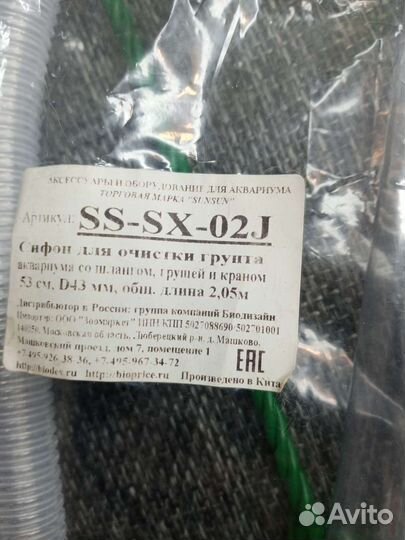 АКСЕССУАРЫ И ОБОРУДОВАНИЕ ДЛЯ АКВАРИУМА
ТОРГОВАЯ МАРКА "SUNSUN"
Артикул: SS-SX-02J
Сифон для очистки грунта
аквариума со шлангом, грушей и краном
53 см, D43 мм, общ. длина 2,05м
Дистрибьютор в России: группа компаний Биодизайн
Импортер: ООО "Зоомаркет" ИНН/КПП 5027088690/502701001
140050, Московская область, Люберецкий р-н, д. Машково,
Машковский проезд, дом 7, помещение 1
+7-495-926-38-36, +7-495-967-34-72
http://biodev.ru http://bioprice.ru Произведено в Кита
EAC
Avito